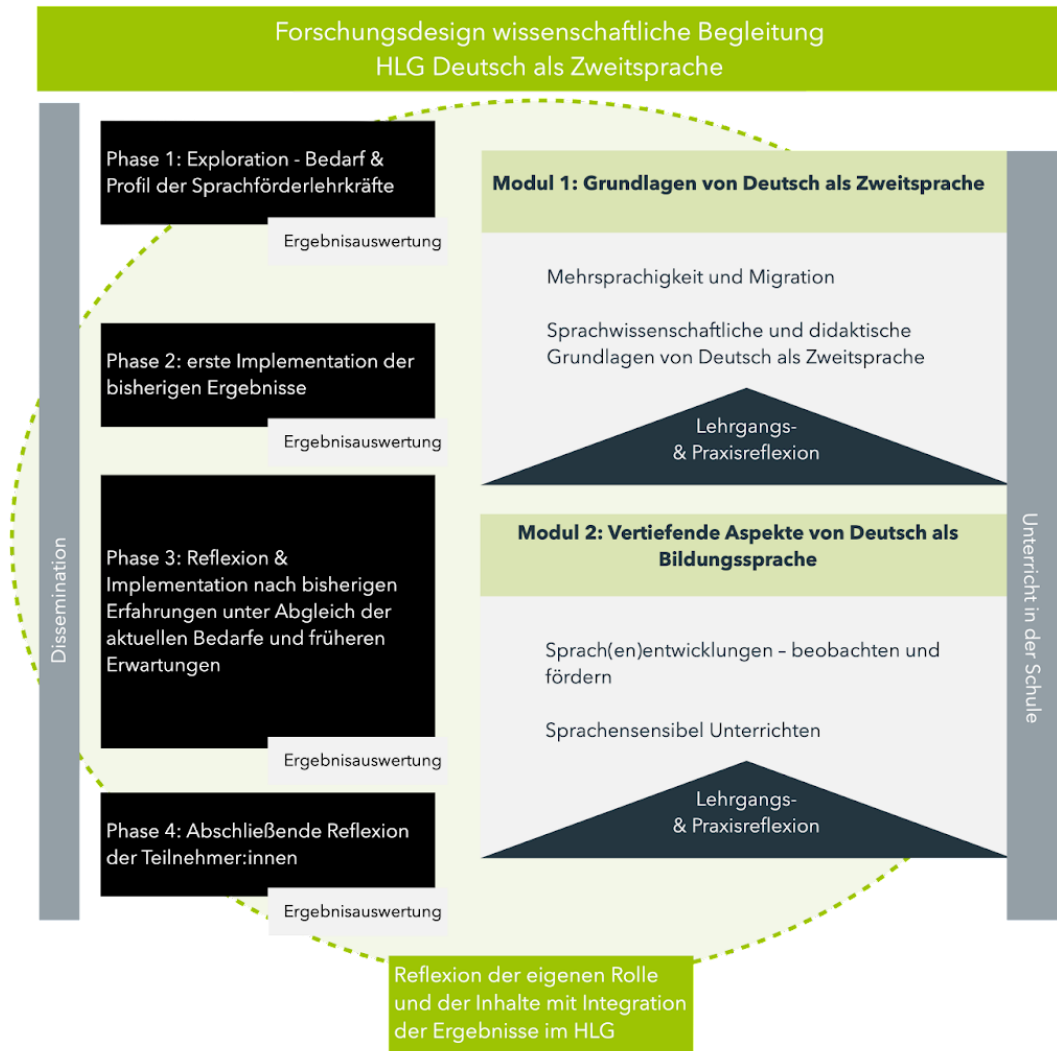 Forschungsdesign wissenschaftliche Begleitung
HLG Deutsch als Zweitsprache
Dissemination
Phase 1: Exploration - Bedarf &
Profil der Sprachförderlehrkräfte
Ergebnisauswertung
Phase 2: erste Implementation der
bisherigen Ergebnisse
Ergebnisauswertung
Phase 3: Reflexion &
Implementation nach bisherigen
Erfahrungen unter Abgleich der
aktuellen Bedarfe und früheren
Erwartungen
Ergebnisauswertung
Phase 4: Abschließende Reflexion
der Teilnehmer:innen
Ergebnisauswertung
Modul 1: Grundlagen von Deutsch als Zweitsprache
Mehrsprachigkeit und Migration
Sprachwissenschaftliche und didaktische
Grundlagen von Deutsch als Zweitsprache
Lehrgangs-
& Praxisreflexion
Modul 2: Vertiefende Aspekte von Deutsch als
Bildungssprache
Sprach(en)entwicklungen – beobachten und
fördern
Sprachensensibel Unterrichten
Lehrgangs-
& Praxisreflexion
Unterricht in der Schule
Reflexion der eigenen Rolle
und der Inhalte mit Integration
der Ergebnisse im HLG